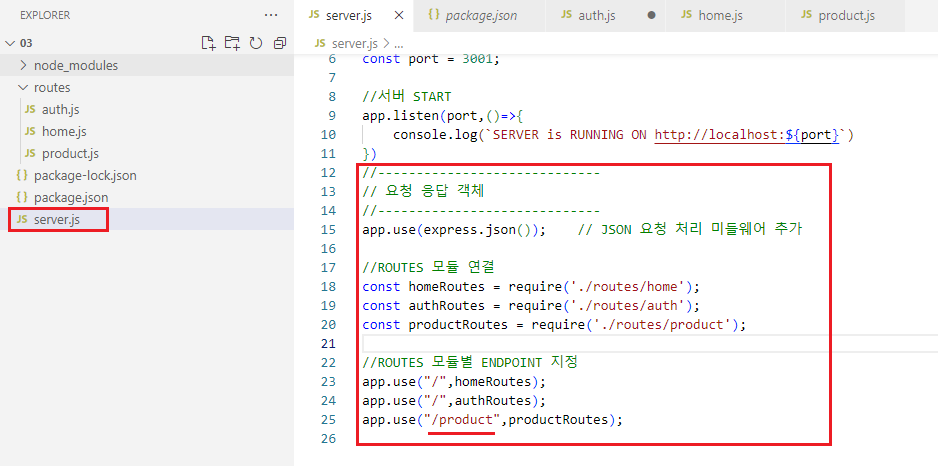 EXPLORER
03
node_modules
routes
JS auth.js
JS home.js
JS product.js
{} package-lock.json
{} package.json
JS server.js
JS server.js
{} package.json
JS auth.js
JS home.js
JS product.js
JS server.js > ...
6 const port = 3001;
7
8 //서버 START
9 app.listen(port,()=>{
10 console.log(`SERVER is RUNNING ON http://localhost:${port}`)
11 })
12 //-----------------------------
13 // 요청 응답 객체
14 //-----------------------------
15 app.use(express.json()); // JSON 요청 처리 미들웨어 추가
16
17 //ROUTES 모듈 연결
18 const homeRoutes = require('./routes/home');
19 const authRoutes = require('./routes/auth');
20 const productRoutes = require('./routes/product');
21
22 //ROUTES 모듈별 ENDPOINT 지정
23 app.use("/",homeRoutes);
24 app.use("/",authRoutes);
25 app.use("/product",productRoutes);
26